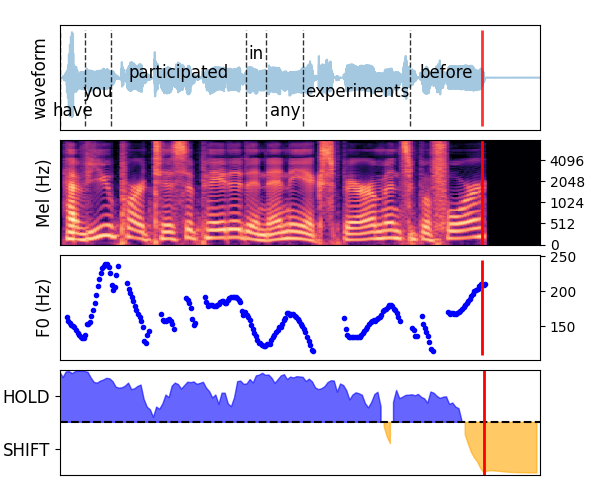 waveform
have
you
participated
in
any
experiments
before
Mel (Hz)
4096
2048
1024
512
0
F0 (Hz)
250
200
150
HOLD
SHIFT